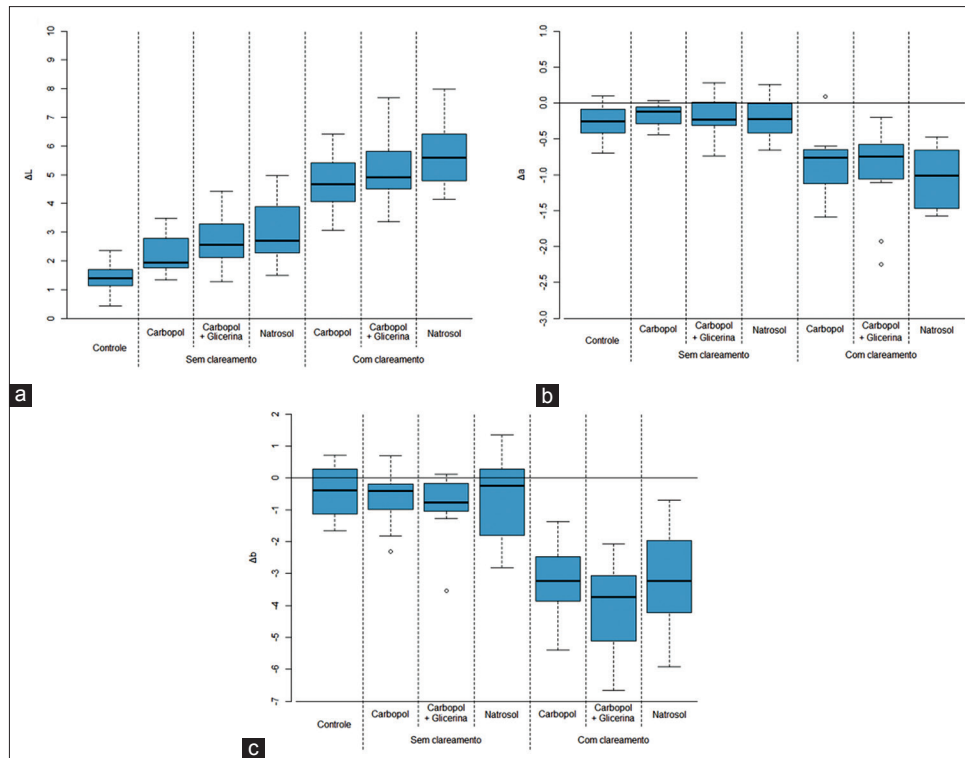 ΔL
10
9
8
7
6
5
4
3
2
1
0
Controle
Carbopol
Carbopol
+ Glicerina
Natrosol
Carbopol
Carbopol
+ Glicerina
Natrosol
Sem clareamento
Com clareamento
a
Δa
1.0
0.5
0.0
-0.5
-1.0
-1.5
-2.0
-2.5
-3.0
Controle
Carbopol
Carbopol
+ Glicerina
Natrosol
Carbopol
Carbopol
+ Glicerina
Natrosol
Sem clareamento
Com clareamento
b
Δb
2
1
0
-1
-2
-3
-4
-5
-6
-7
Controle
Carbopol
Carbopol
+ Glicerina
Natrosol
Carbopol
Carbopol
+ Glicerina
Natrosol
Sem clareamento
Com clareamento
c